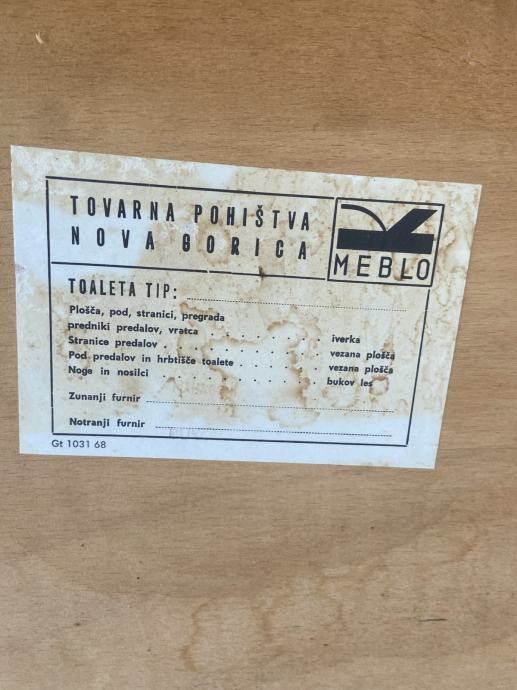 TOVARNA POHIŠTVA
NOVA GORICA
MEBLO
TOALETA TIP:
Plošča, pod, stranici, pregrada
predniki predalov, vratca . . . . . . iverka
Stranice predalov . . . . . . . . vezana plošča
Pod predalov in hrbtišče toalete . . . . vezana plošča
Noge in nosilci . . . . . . . . bukov les
Zunanji furnir
Notranji furnir
Gt 1031 68